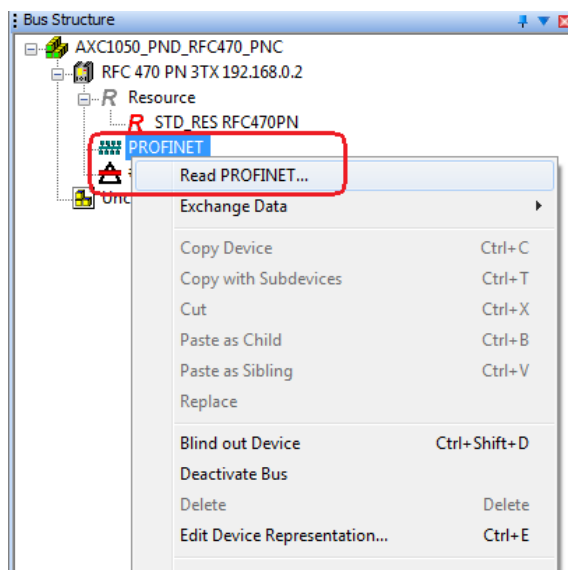 Bus Structure
AXC1050_PND_RFC470_PNC
RFC 470 PN 3TX 192.168.0.2
R Resource
R STD_RES RFC470PN
PROFINET
Read PROFINET...
Unc
Exchange Data
Copy Device Ctrl+C
Copy with Subdevices Ctrl+T
Cut Ctrl+X
Paste as Child Ctrl+B
Paste as Sibling Ctrl+V
Replace
Blind out Device Ctrl+Shift+D
Deactivate Bus
Delete Delete
Edit Device Representation... Ctrl+E